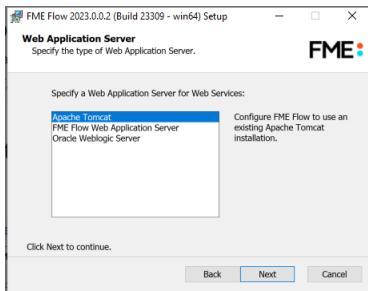 FME Flow 2023.0.0.2 (Build 23309 - win64) Setup
Web Application Server
Specify the type of Web Application Server.
FME
Specify a Web Application Server for Web Services:
Apache Tomcat
FME Flow Web Application Server
Oracle Weblogic Server
Configure FME Flow to use an
existing Apache Tomcat
installation.
Click Next to continue.
Back
Next
Cancel